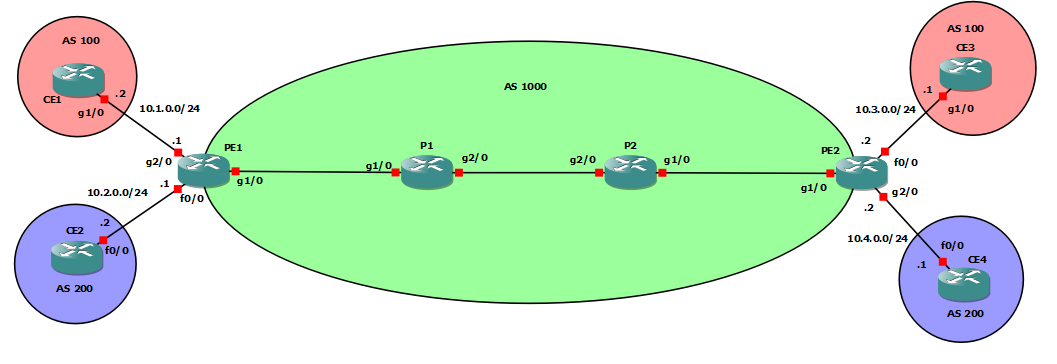 AS 100
CE1
.2
g1/0
10.1.0.0/24
.1
g2/0
PE1
g1/0
10.2.0.0/24
.1
f0/0
.2
CE2
f0/0
AS 200
AS 1000
P1
g1/0
g2/0
P2
g2/0
g1/0
AS 100
CE3
.1
g1/0
10.3.0.0/24
.2
PE2
f0/0
g1/0
g2/0
.2
10.4.0.0/24
f0/0
.1
CE4
AS 200